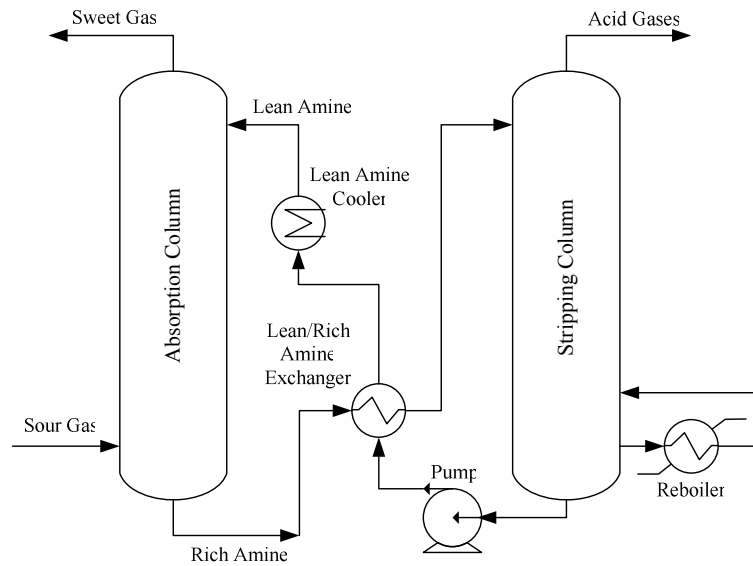 Sweet Gas
Acid Gases
Lean Amine
Lean Amine
Cooler
Absorption Column
Stripping Column
Lean/Rich
Amine
Exchanger
Sour Gas
Pump
Reboiler
Rich Amine